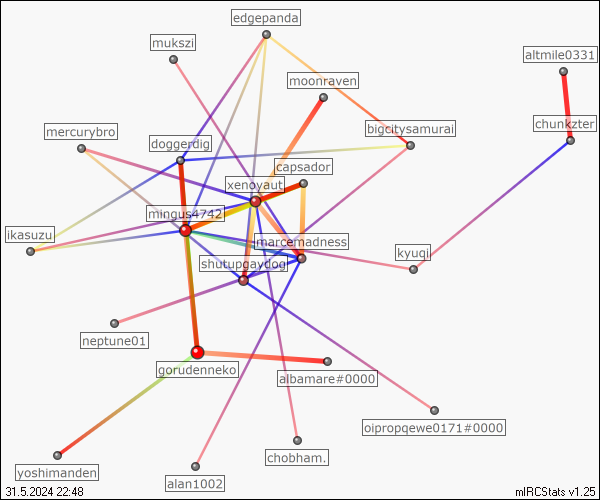 edgepanda
mukszi
altmile0331
moonraven
chunkzter
bigcitysamurai
mercurybro
doggerdig
capsador
xenoyaut
mingus4742
ikasuzu
marcemadness
kyuqi
shutupgaydog
neptune01
gorudenneko
albamare#0000
oipropqewe0171#0000
chobham.
yoshimanden
alan1002
31.5.2024 22:48
mIRCStats v1.25